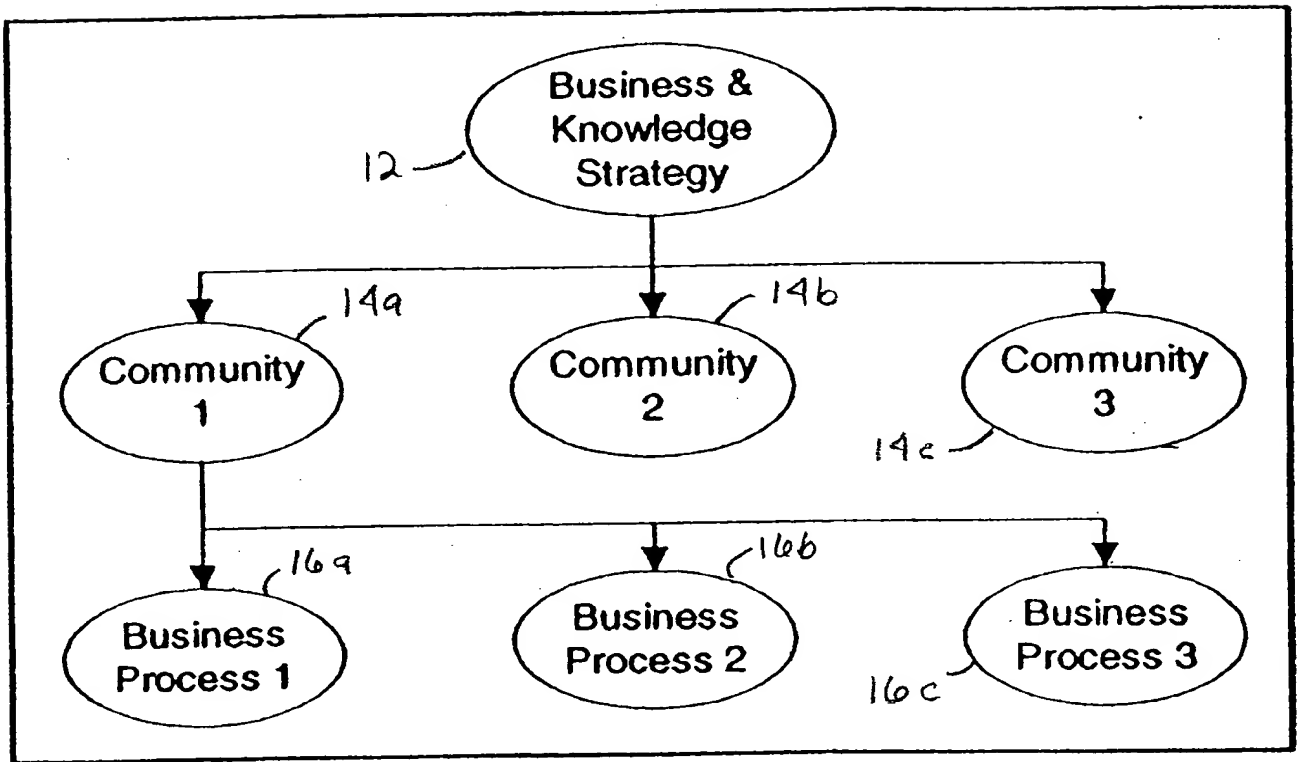 Business &
Knowledge
Strategy
12
14a
14b
Community
1
Community
2
Community
3
14c
16a
16b
Business
Process 1
Business
Process 2
Business
Process 3
16c